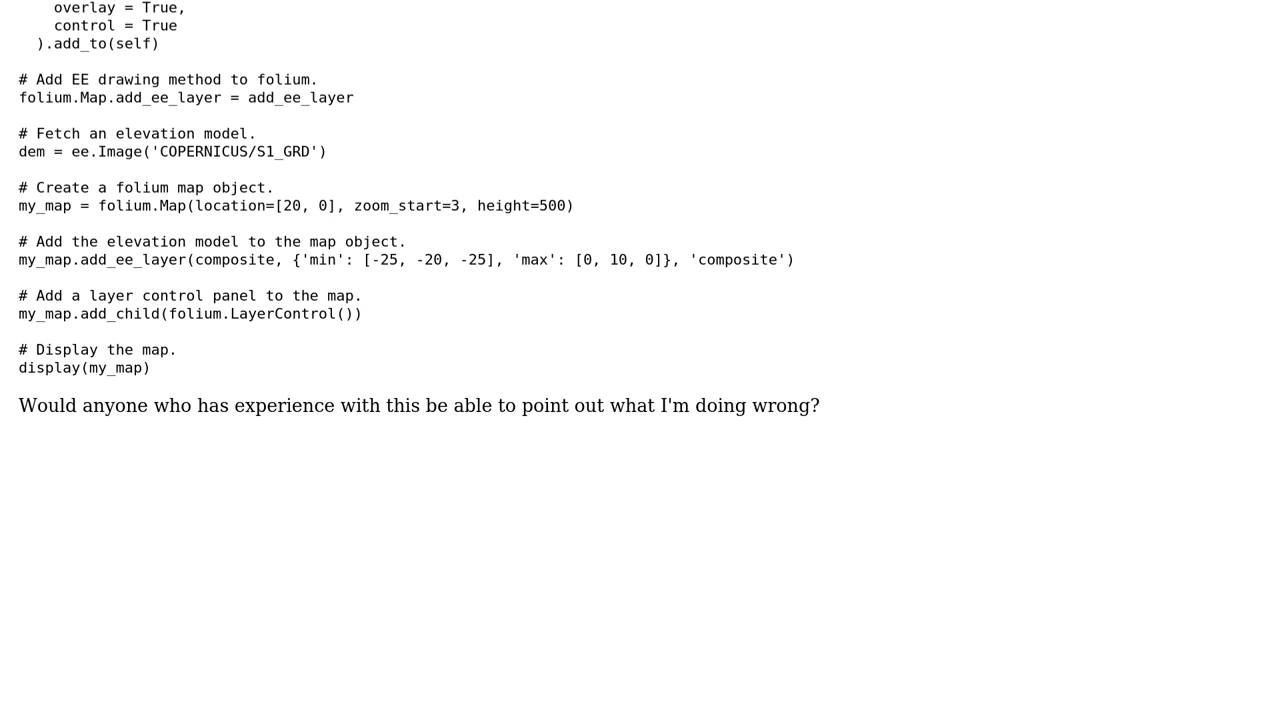 overlay = True,
control = True
).add_to(self)
# Add EE drawing method to folium.
folium.Map.add_ee_layer = add_ee_layer
# Fetch an elevation model.
dem = ee.Image('COPERNICUS/S1_GRD')
# Create a folium map object.
my_map = folium.Map(location=[20, 0], zoom_start=3, height=500)
# Add the elevation model to the map object.
my_map.add_ee_layer(composite, {'min': [-25, -20, -25], 'max': [0, 10, 0]}, 'composite')
# Add a layer control panel to the map.
my_map.add_child(folium.LayerControl())
# Display the map.
display(my_map)
Would anyone who has experience with this be able to point out what I'm doing wrong?